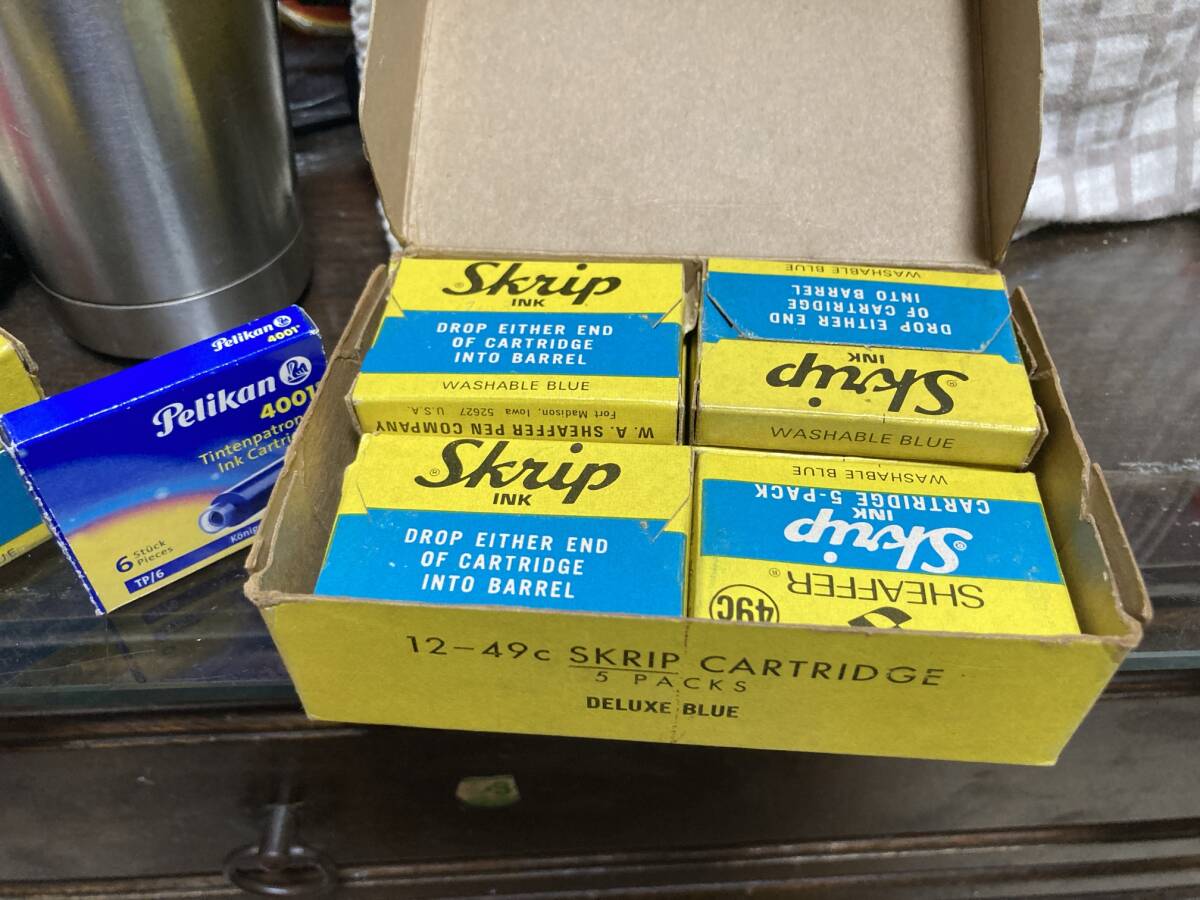 Pelikan
4001®
Pelikan
4001
Tintenpatron
Ink Cartri
6 Stück
Pieces
TP/6
König
Skrip®
INK
DROP EITHER END
OF CARTRIDGE
INTO BARREL
WASHABLE BLUE
W. A. SHEAFFER PEN COMPANY
Fort Madison, Iowa 52627 U.S.A.
WASHABLE BLUE
DROP EITHER END
OF CARTRIDGE
INTO BARREL
Skrip®
INK
WASHABLE BLUE
Skrip®
INK
DROP EITHER END
OF CARTRIDGE
INTO BARREL
WASHABLE BLUE
SHEAFFER®
Skrip®
INK
CARTRIDGE 5-PACK
49¢
12-49c SKRIP CARTRIDGE
5 PACKS
DELUXE BLUE